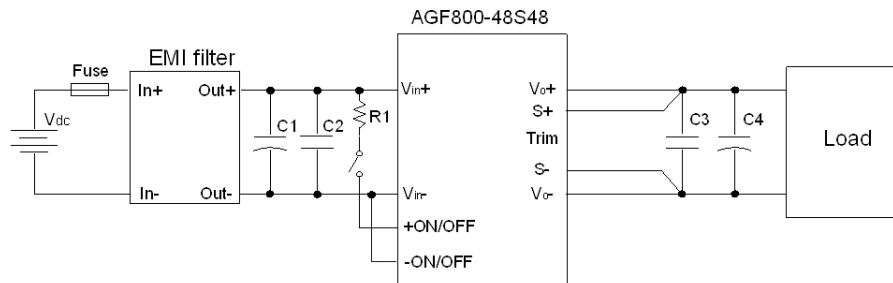 AGF800-48S48
EMI filter
Fuse
In+
Out+
Vin+
Vo+
S+
Vdc
C1
C2
R1
Trim
C3
C4
Load
S-
In-
Out-
Vin-
Vo-
+ON/OFF
-ON/OFF